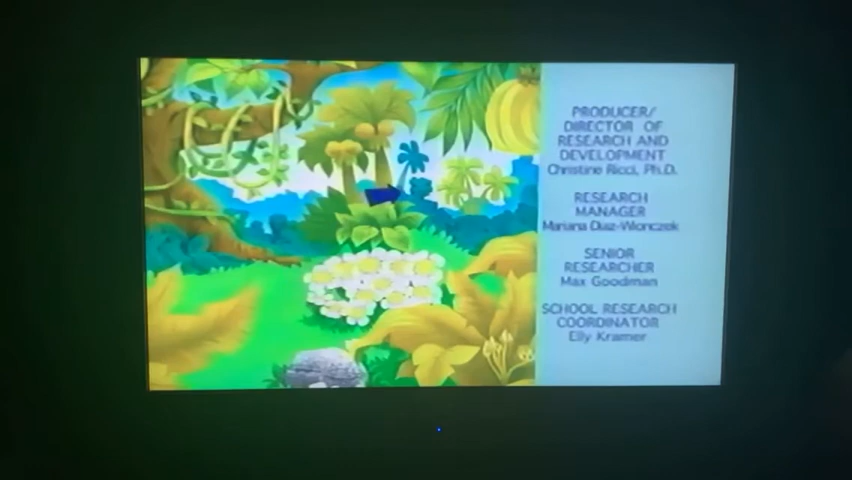 PRODUCER/
DIRECTOR OF
RESEARCH AND
DEVELOPMENT
Christine Ricci, Ph.D.
RESEARCH
MANAGER
Mariana Diaz-Wionczek
SENIOR
RESEARCHER
Max Goodman
SCHOOL RESEARCH
COORDINATOR
Elly Kramer